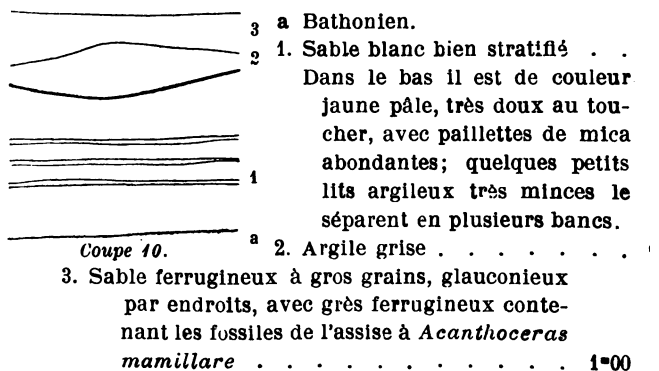 a Bathonien.
1. Sable blanc bien stratifié . .
Dans le bas il est de couleur
jaune pâle, très doux au tou-
cher, avec paillettes de mica
abondantes; quelques petits
lits argileux très minces le
séparent en plusieurs bancs.
2. Argile grise . . . . . . .
3. Sable ferrugineux à gros grains, glauconieux
par endroits, avec grès ferrugineux conte-
nant les fossiles de l'assise à Acanthoceras
mamillare . . . . . . . . . . . 1m00
3
2
1
a
Coupe 10.